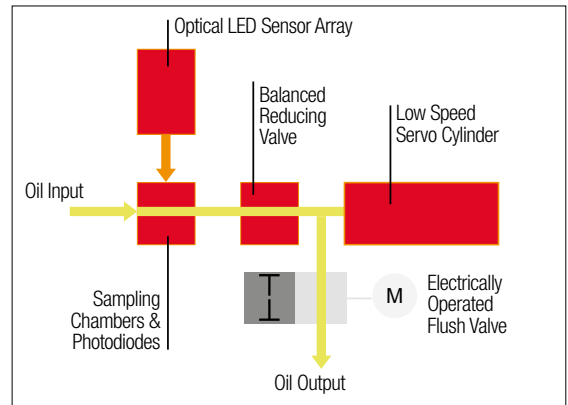 Optical LED Sensor Array
Balanced
Reducing
Valve
Low Speed
Servo Cylinder
Oil Input
Sampling
Chambers &
Photodiodes
M
Electrically
Operated
Flush Valve
Oil Output